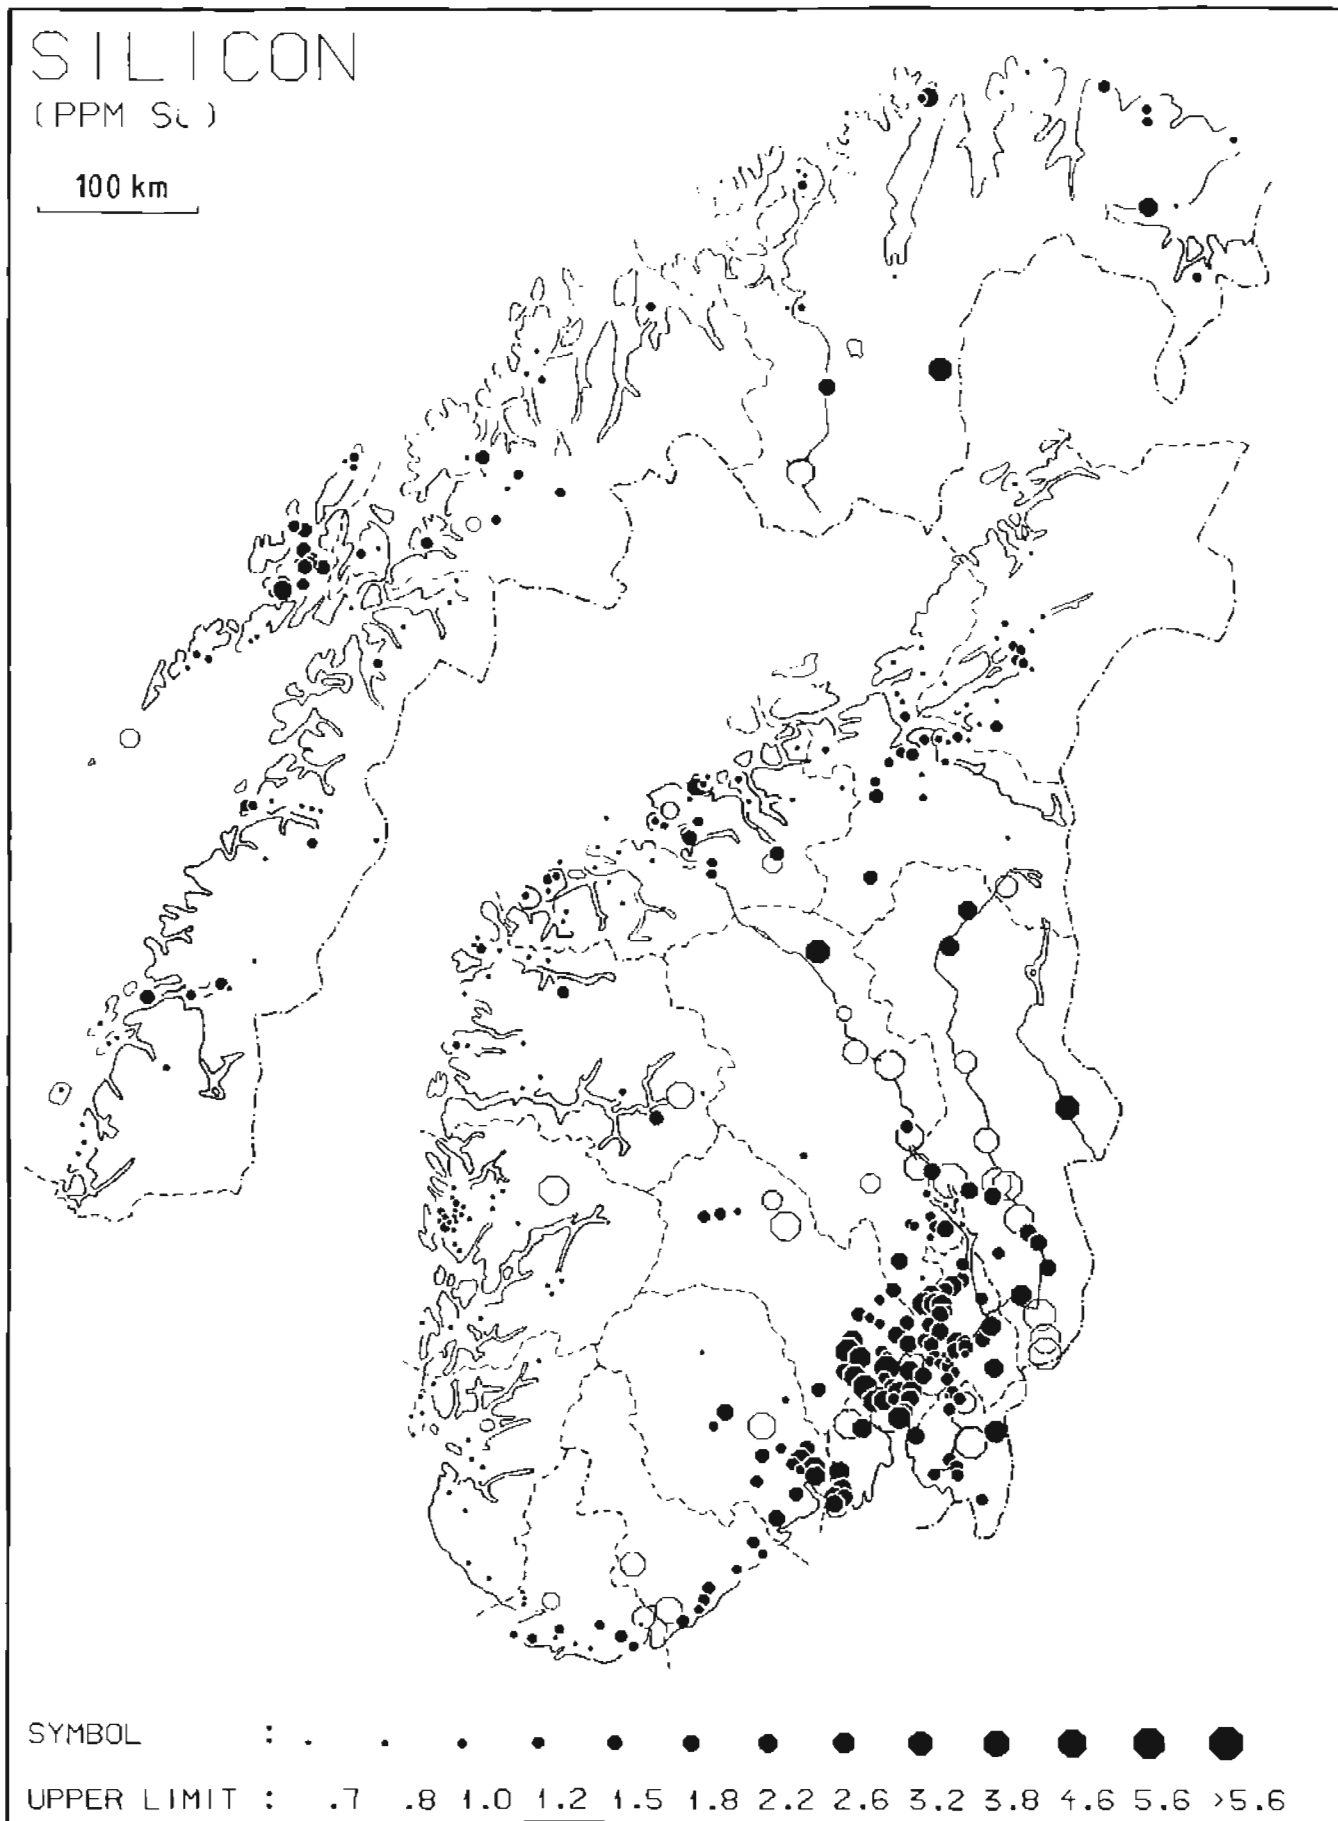 SILICON
(PPM Si)
100 km
SYMBOL :
UPPER LIMIT : .7 .8 1.0 1.2 1.5 1.8 2.2 2.6 3.2 3.8 4.6 5.6 >5.6